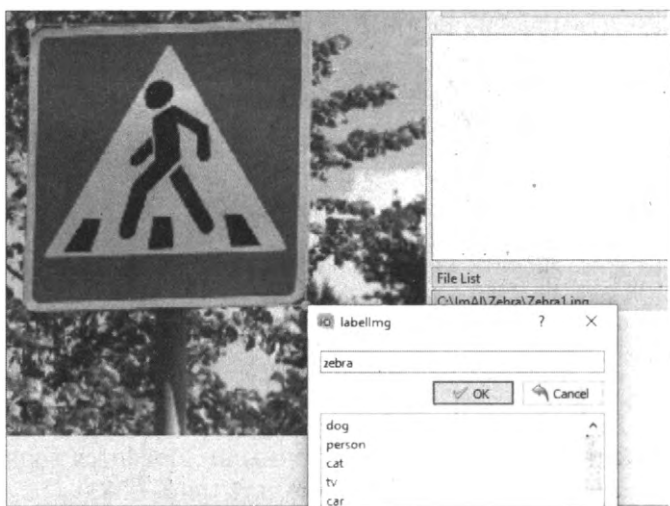 File List
C:\ImAI\Zebra\Zebra1.jpg
labelImg
zebra
OK
Cancel
dog
person
cat
tv
car